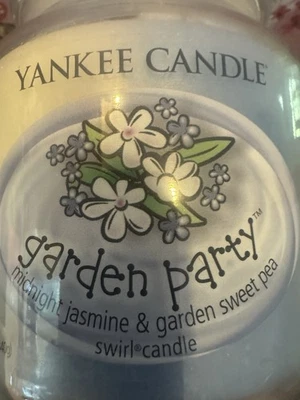 YANKEE CANDLE®
garden party™
midnight jasmine & garden sweet pea
swirl® candle